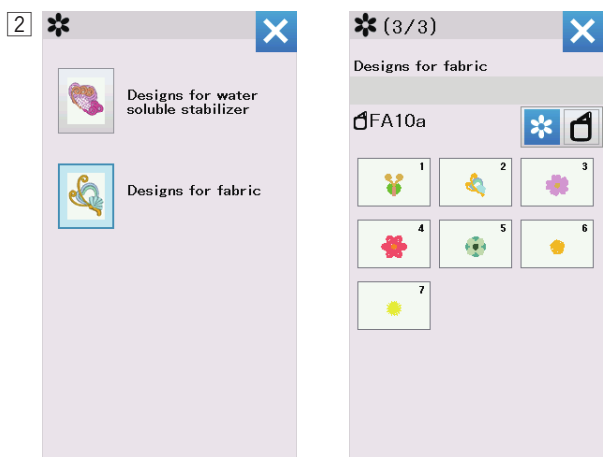 2
Designs for water
soluble stabilizer
Designs for fabric
(3/3)
Designs for fabric
FA10a
1
2
3
4
5
6
7